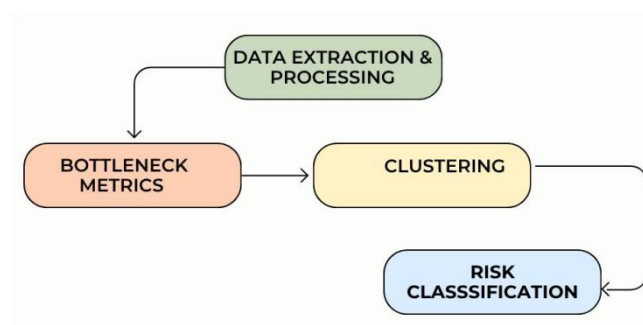 DATA EXTRACTION &
PROCESSING
BOTTLENECK
METRICS
CLUSTERING
RISK
CLASSSIFICATION